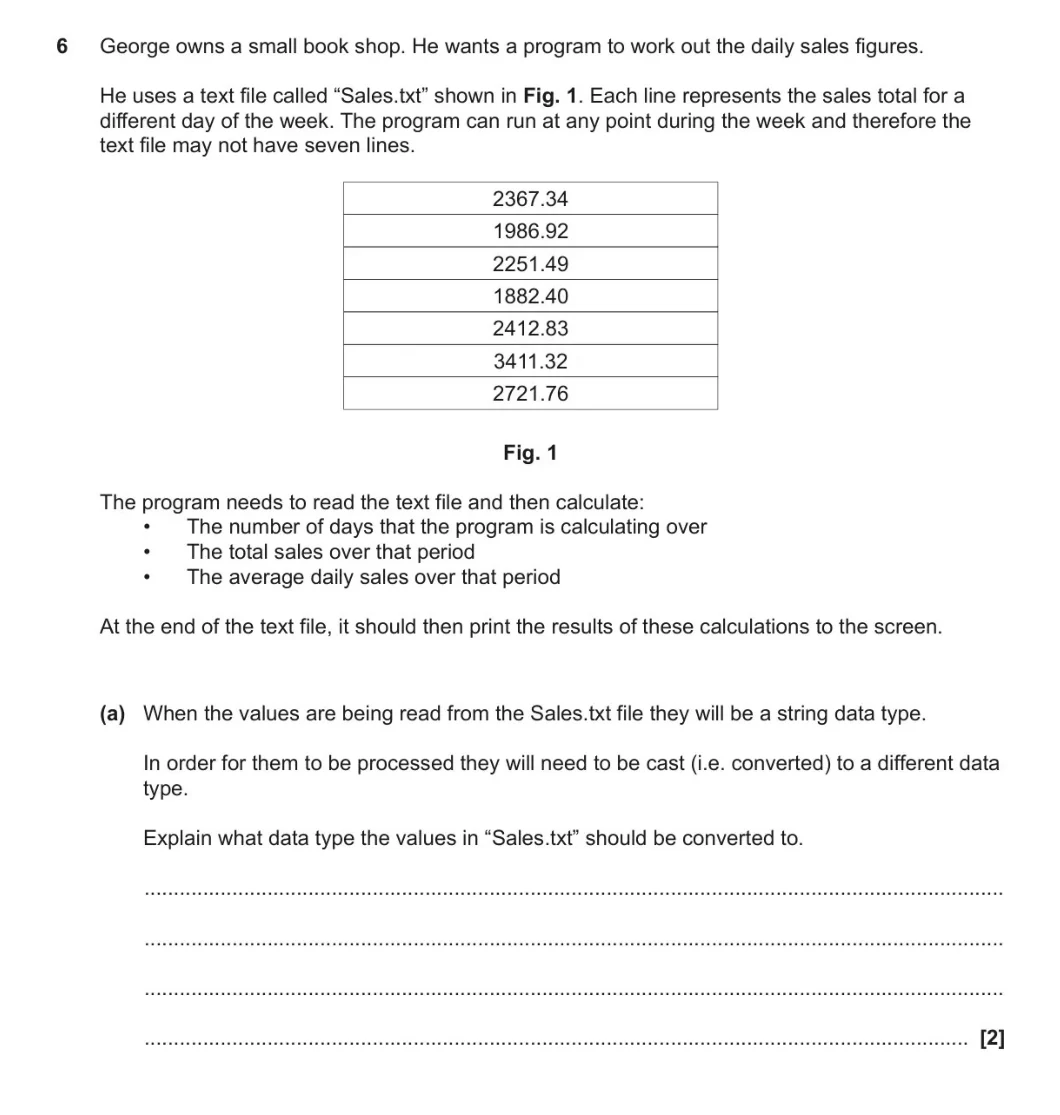 6 George owns a small book shop. He wants a program to work out the daily sales figures.
He uses a text file called “Sales.txt” shown in Fig. 1. Each line represents the sales total for a
different day of the week. The program can run at any point during the week and therefore the
text file may not have seven lines.
2367.34
1986.92
2251.49
1882.40
2412.83
3411.32
2721.76
Fig. 1
The program needs to read the text file and then calculate:
• The number of days that the program is calculating over
• The total sales over that period
• The average daily sales over that period
At the end of the text file, it should then print the results of these calculations to the screen.
(a) When the values are being read from the Sales.txt file they will be a string data type.
In order for them to be processed they will need to be cast (i.e. converted) to a different data
type.
Explain what data type the values in “Sales.txt” should be converted to.
[2]